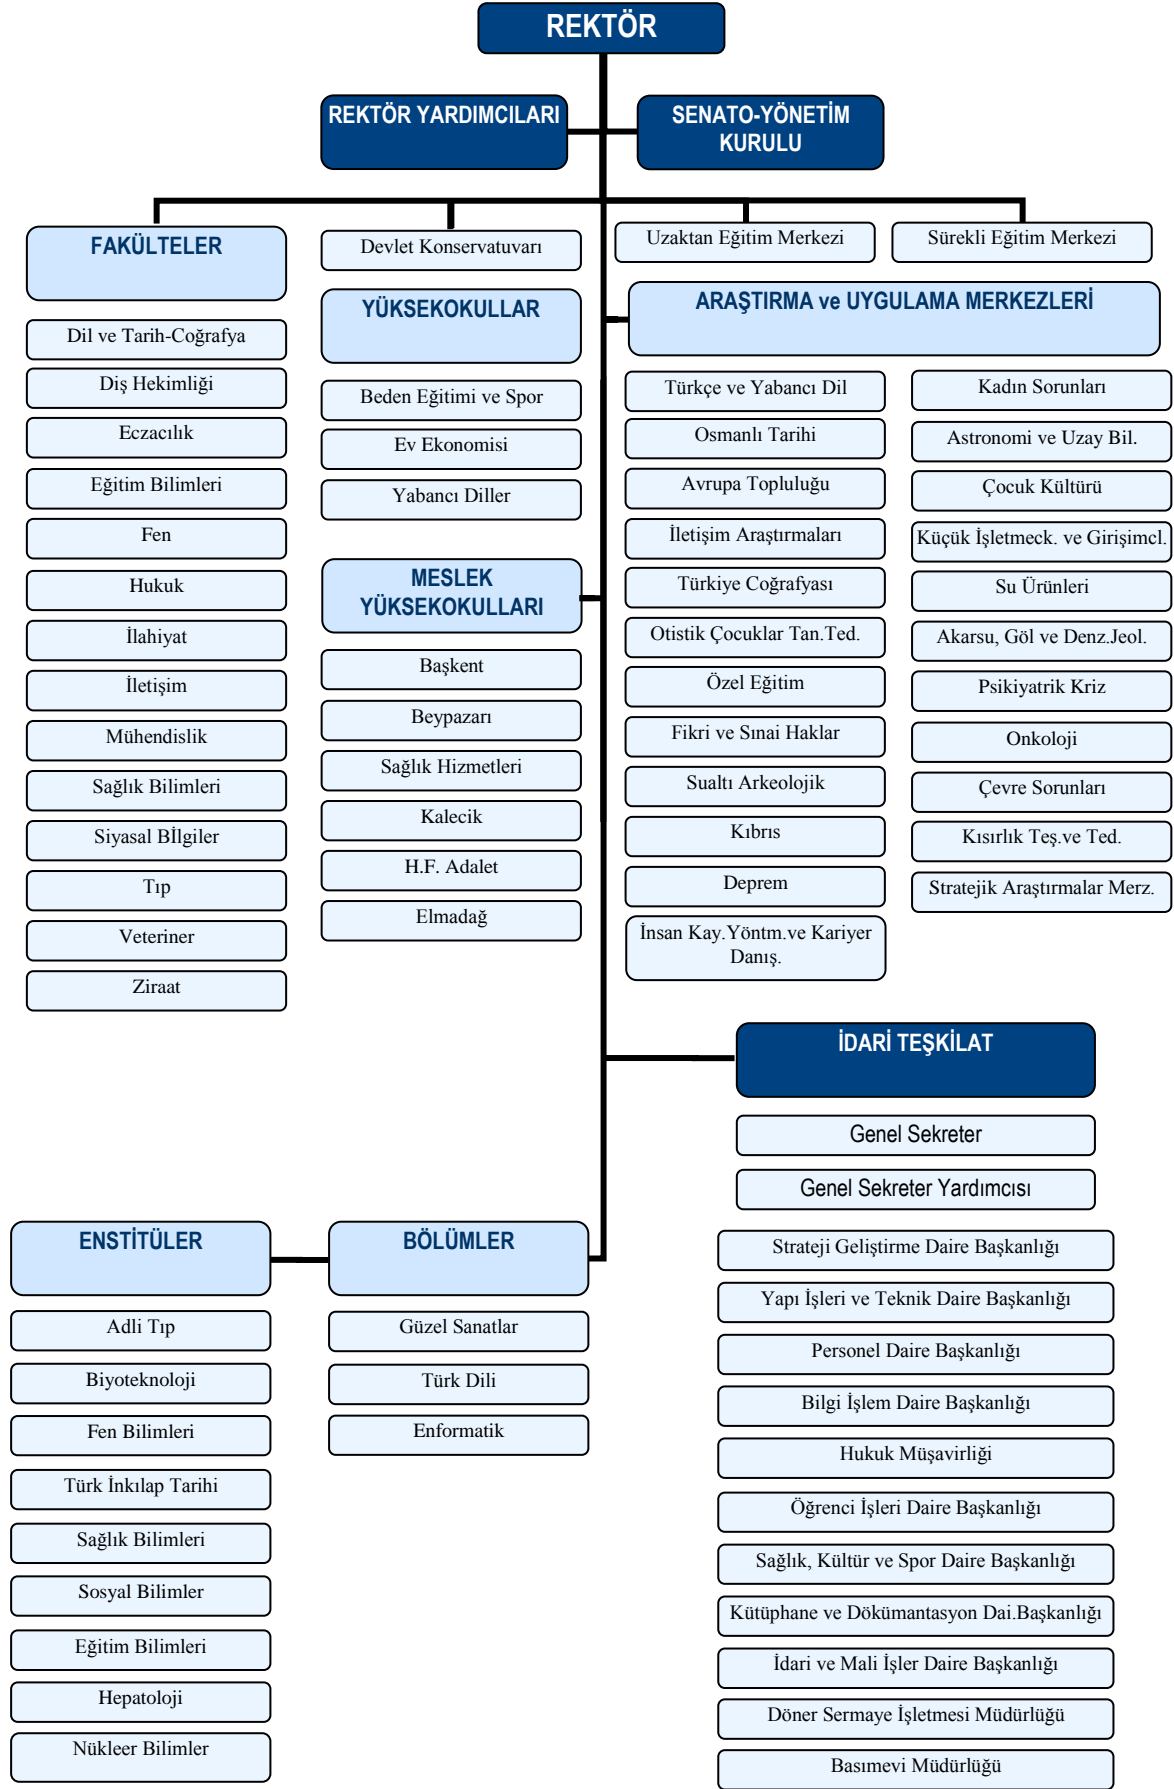 REKTÖR
REKTÖR YARDIMCILARI
SENATO-YÖNETİM
KURULU
FAKÜLTELER
Dil ve Tarih-Coğrafya
Diş Hekimliği
Eczacılık
Eğitim Bilimleri
Fen
Hukuk
İlahiyat
İletişim
Mühendislik
Sağlık Bilimleri
Siyasal Bİlgiler
Tıp
Veteriner
Ziraat
Devlet Konservatuvarı
YÜKSEKOKULLAR
Beden Eğitimi ve Spor
Ev Ekonomisi
Yabancı Diller
MESLEK
YÜKSEKOKULLARI
Başkent
Beypazarı
Sağlık Hizmetleri
Kalecik
H.F. Adalet
Elmadağ
Uzaktan Eğitim Merkezi
Sürekli Eğitim Merkezi
ARAŞTIRMA ve UYGULAMA MERKEZLERİ
Türkçe ve Yabancı Dil
Osmanlı Tarihi
Avrupa Topluluğu
İletişim Araştırmaları
Türkiye Coğrafyası
Otistik Çocuklar Tan.Ted.
Özel Eğitim
Fikri ve Sınai Haklar
Sualtı Arkeolojik
Kıbrıs
Deprem
İnsan Kay.Yöntm.ve Kariyer
Danış.
Kadın Sorunları
Astronomi ve Uzay Bil.
Çocuk Kültürü
Küçük İşletmeck. ve Girişimcl.
Su Ürünleri
Akarsu, Göl ve Denz.Jeol.
Psikiyatrik Kriz
Onkoloji
Çevre Sorunları
Kısırlık Teş.ve Ted.
Stratejik Araştırmalar Merz.
İDARİ TEŞKİLAT
Genel Sekreter
Genel Sekreter Yardımcısı
Strateji Geliştirme Daire Başkanlığı
Yapı İşleri ve Teknik Daire Başkanlığı
Personel Daire Başkanlığı
Bilgi İşlem Daire Başkanlığı
Hukuk Müşavirliği
Öğrenci İşleri Daire Başkanlığı
Sağlık, Kültür ve Spor Daire Başkanlığı
Kütüphane ve Dökümantasyon Dai.Başkanlığı
İdari ve Mali İşler Daire Başkanlığı
Döner Sermaye İşletmesi Müdürlüğü
Basımevi Müdürlüğü
ENSTİTÜLER
Adli Tıp
Biyoteknoloji
Fen Bilimleri
Türk İnkılap Tarihi
Sağlık Bilimleri
Sosyal Bilimler
Eğitim Bilimleri
Hepatoloji
Nükleer Bilimler
BÖLÜMLER
Güzel Sanatlar
Türk Dili
Enformatik